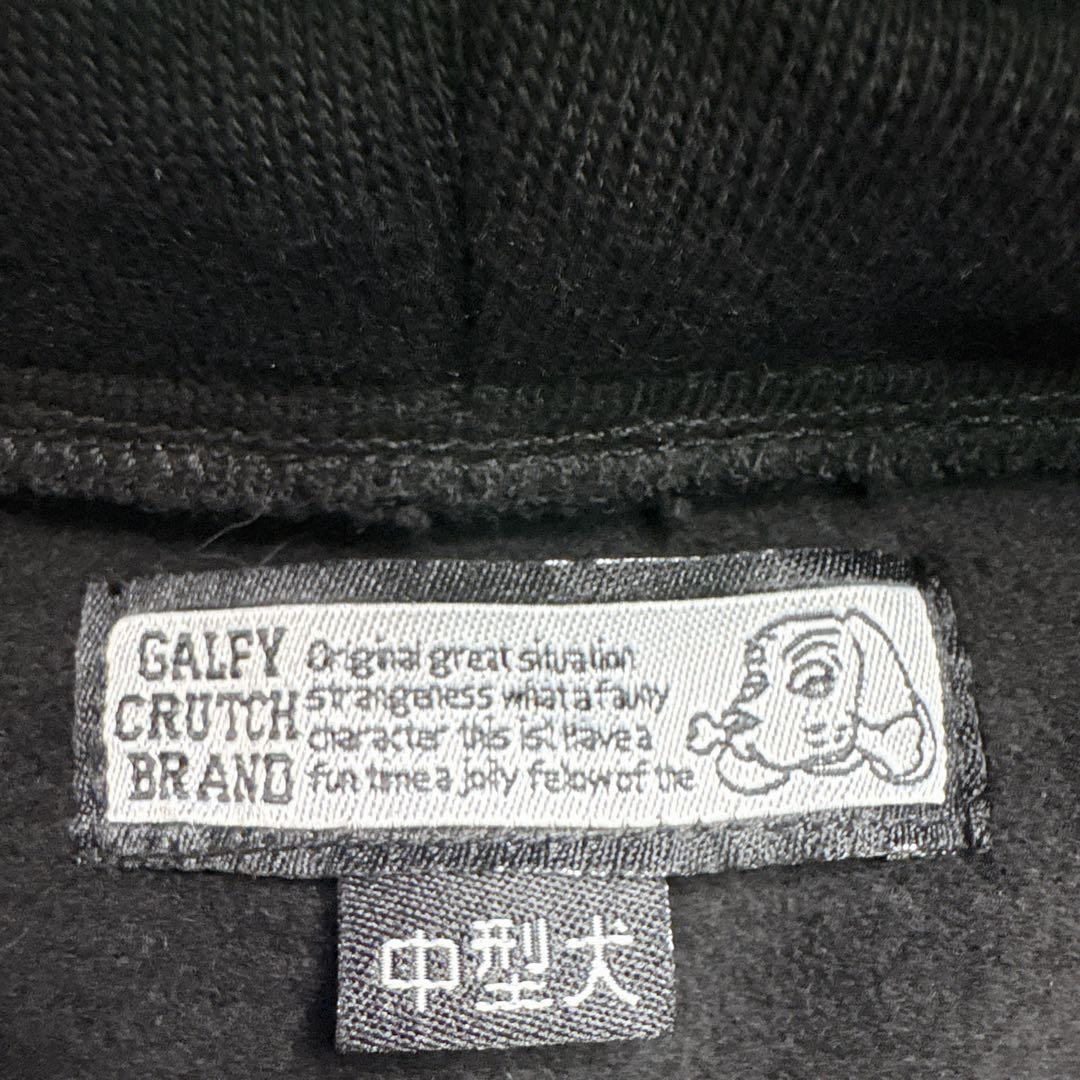 GALFY
CRUTCH
BRAND
Original great situation
strangeness what a fauny
character this is! Have a
fun time a jolly fellow of the
中型犬